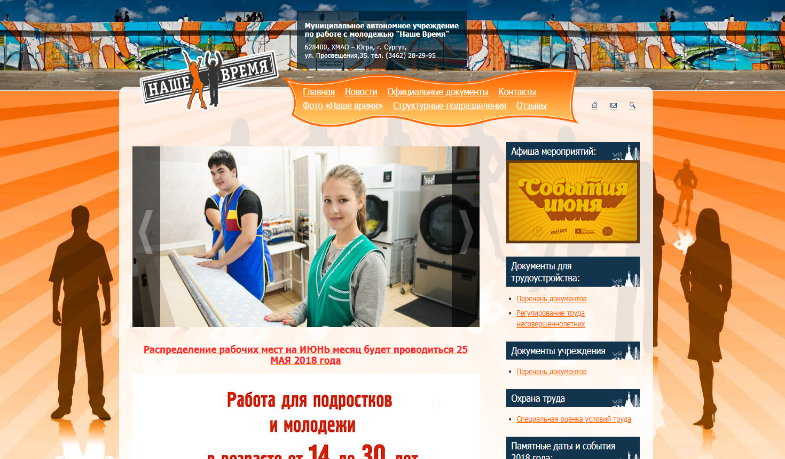 Муниципальное автономное учреждение
по работе с молодежью "Наше Время"
628400, ХМАО – Югра, г. Сургут,
ул. Просвещения,35. тел. (3462) 28-29-95
НАШЕ ВРЕМЯ
Главная Новости Официальные документы Контакты
Фото «Наше время» Структурные подразделения Отзывы
Афиша мероприятий:
События
июня
Документы для
трудоустройства:
Перечень документов
Регулирование труда
несовершеннолетних
Документы учреждения
Перечень документов
Охрана труда
Специальная оценка условий труда
Памятные даты и события
2018 года:
Распределение рабочих мест на ИЮНЬ месяц будет проводиться 25
МАЯ 2018 года
Работа для подростков
и молодежи
в возрасте от 14 до 30 лет